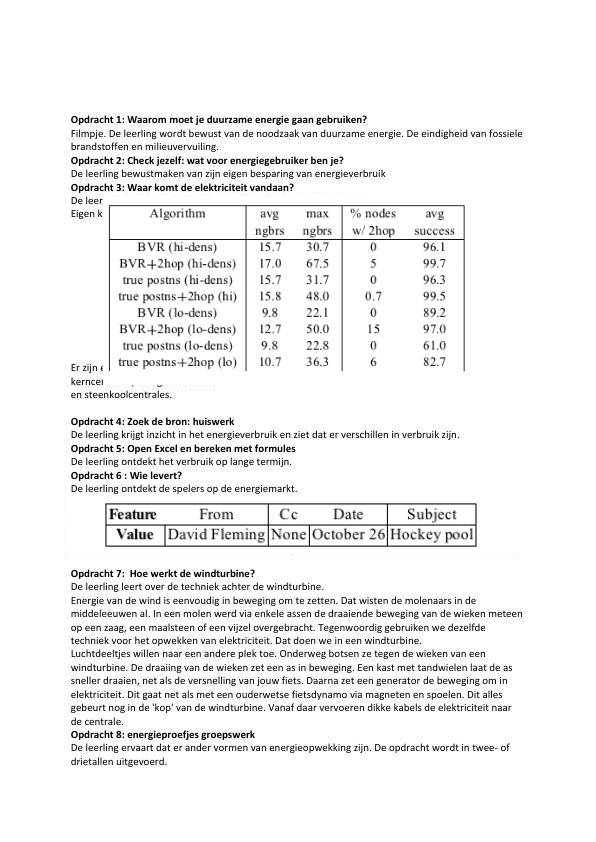 Opdracht 1: Waarom moet je duurzame energie gaan gebruiken?
Filmpje. De leerling wordt bewust van de noodzaak van duurzame energie. De eindigheid van fossiele
brandstoffen en milieuvervuiling.
Opdracht 2: Check jezelf: wat voor energiegebruiker ben je?
De leerling bewustmaken van zijn eigen besparing van energieverbruik
Opdracht 3: Waar komt de elektriciteit vandaan?
De leer
Eigen k
Algorithm avg max % nodes avg
ngbrs ngbrs w/ 2hop success
BVR (hi-dens) 15.7 30.7 0 96.1
BVR+2hop (hi-dens) 17.0 67.5 5 99.7
true postns (hi-dens) 15.7 31.7 0 96.3
true postns+2hop (hi) 15.8 48.0 0.7 99.5
BVR (lo-dens) 9.8 22.1 0 89.2
BVR+2hop (lo-dens) 12.7 50.0 15 97.0
true postns (lo-dens) 9.8 22.8 0 61.0
true postns+2hop (lo) 10.7 36.3 6 82.7
Er zijn
en steenkoolcentrales.
Opdracht 4: Zoek de bron: huiswerk
De leerling krijgt inzicht in het energieverbruik en ziet dat er verschillen in verbruik zijn.
Opdracht 5: Open Excel en bereken met formules
De leerling ontdekt het verbruik op lange termijn.
Opdracht 6 : Wie levert?
De leerling ontdekt de spelers op de energiemarkt.
Feature From Cc Date Subject
Value David Fleming None October 26 Hockey pool
Opdracht 7: Hoe werkt de windturbine?
De leerling leert over de techniek achter de windturbine.
Energie van de wind is eenvoudig in beweging om te zetten. Dat wisten de molenaars in de
middeleeuwen al. In een molen werd via enkele assen de draaiende beweging van de wieken meteen
op een zaag, een maalsteen of een vijzel overgebracht. Tegenwoordig gebruiken we dezelfde
techniek voor het opwekken van elektriciteit. Dat doen we in een windturbine.
Luchtdeeltjes willen naar een andere plek toe. Onderweg botsen ze tegen de wieken van een
windturbine. De draaiing van de wieken zet een as in beweging. Een kast met tandwielen laat de as
sneller draaien, net als de versnelling van jouw fiets. Daarna zet een generator de beweging om in
elektriciteit. Dit gaat net als met een ouderwetse fietsdynamo via magneten en spoelen. Dit alles
gebeurt nog in de 'kop' van de windturbine. Vanaf daar vervoeren dikke kabels de elektriciteit naar
de centrale.
Opdracht 8: energieproefjes groepswerk
De leerling ervaart dat er ander vormen van energieopwekking zijn. De opdracht wordt in twee- of
drietallen uitgevoerd.